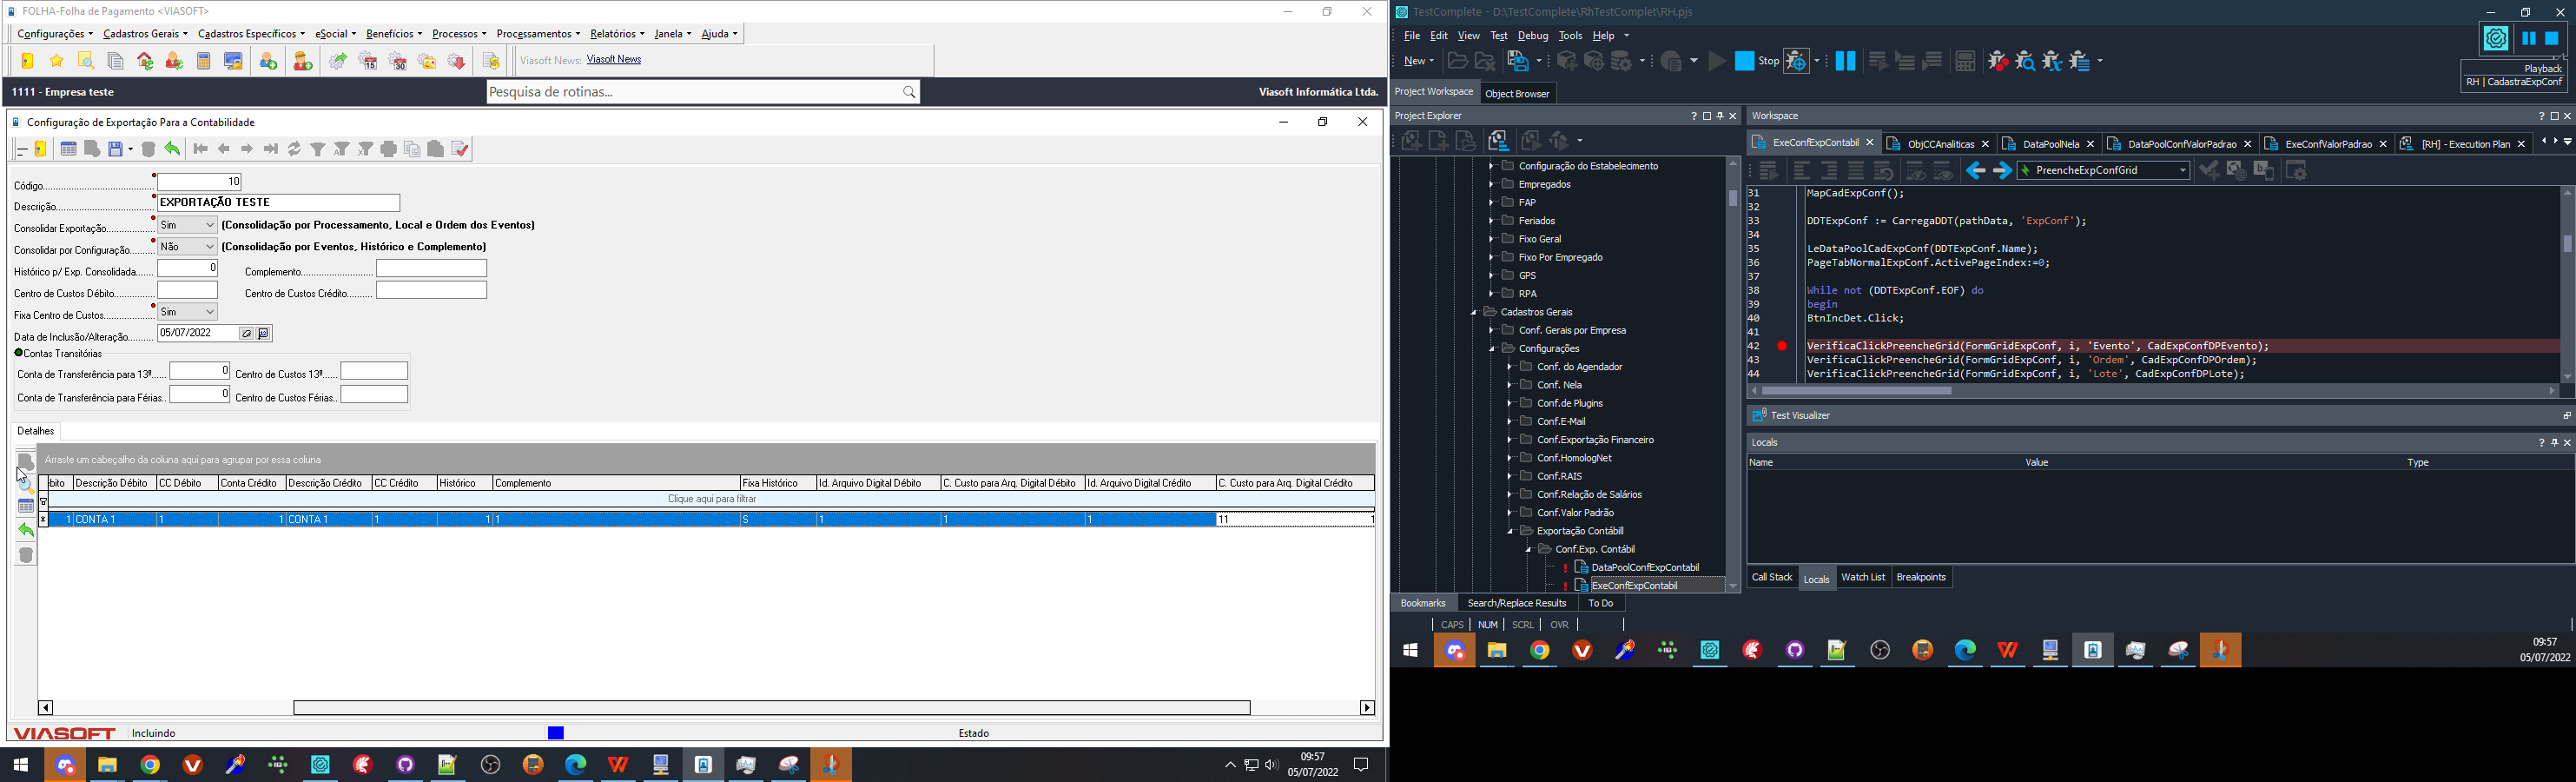 FOLHA-Folha de Pagamento <VIASOFT>
Configurações Cadastros Gerais Cadastros Específicos eSocial Benefícios Processos Processamentos Relatórios Janela Ajuda
Viasoft News: Viasoft News
1111 - Empresa teste
Pesquisa de rotinas...
Viasoft Informática Ltda.
Configuração de Exportação Para a Contabilidade
Código 10
Descrição EXPORTAÇÃO TESTE
Consolidar Exportação Sim (Consolidação por Processamento, Local e Ordem dos Eventos)
Consolidar por Configuração Não (Consolidação por Eventos, Histórico e Complemento)
Histórico p/ Exp. Consolidada 0 Complemento
Centro de Custos Débito Centro de Custos Crédito
Fixa Centro de Custos Sim
Data de Inclusão/Alteração 05/07/2022
Contas Transitórias
Conta de Transferência para 13º 0 Centro de Custos 13º
Conta de Transferência para Férias 0 Centro de Custos Férias
Detalhes
Arraste um cabeçalho da coluna aqui para agrupar por essa coluna
bito Descrição Débito CC Débito Conta Crédito Descrição Crédito CC Crédito Histórico Complemento Fixa Histórico Id. Arquivo Digital Débito C. Custo para Arq. Digital Débito Id. Arquivo Digital Crédito C. Custo para Arq. Digital Crédito
Clique aqui para filtrar
1 CONTA 1 1 1 CONTA 1 1 1 1 S 1 1 1 11 1
VIASOFT Incluindo Estado
09:57
05/07/2022
TestComplete - D:\TestComplete\RhTestComplet\RH.pjs
File Edit View Test Debug Tools Help
New Stop
Playback
RH | CadastraExpConf
Project Workspace Object Browser
Project Explorer
Configuração do Estabelecimento
Empregados
FAP
Feriados
Fixo Geral
Fixo Por Empregado
GPS
RPA
Cadastros Gerais
Conf. Gerais por Empresa
Configurações
Conf. do Agendador
Conf. Nela
Conf.de Plugins
Conf.E-Mail
Conf.Exportação Financeiro
Conf.HomologNet
Conf.RAIS
Conf.Relação de Salários
Conf.Valor Padrão
Exportação Contábill
Conf.Exp. Contábil
DataPoolConfExpContabil
ExeConfExpContabil
Workspace
ExeConfExpContabil ObjCCAnaliticas DataPoolNela DataPoolConfValorPadrao ExeConfValorPadrao [RH] - Execution Plan
PreencheExpConfGrid
31 MapCadExpConf();
32
33 DDTExpConf := CarregaDDT(pathData, 'ExpConf');
34
35 LeDataPoolCadExpConf(DDTExpConf.Name);
36 PageTabNormalExpConf.ActivePageIndex:=0;
37
38 While not (DDTExpConf.EOF) do
39 begin
40 BtnIncDet.Click;
41
42 VerificaClickPreencheGrid(FormGridExpConf, i, 'Evento', CadExpConfDPEvento);
43 VerificaClickPreencheGrid(FormGridExpConf, i, 'Ordem', CadExpConfDPOrdem);
44 VerificaClickPreencheGrid(FormGridExpConf, i, 'Lote', CadExpConfDPLote);
Test Visualizer
Locals
Name Value Type
Call Stack Locals Watch List Breakpoints
Bookmarks Search/Replace Results To Do
CAPS NUM SCRL OVR
09:57
05/07/2022